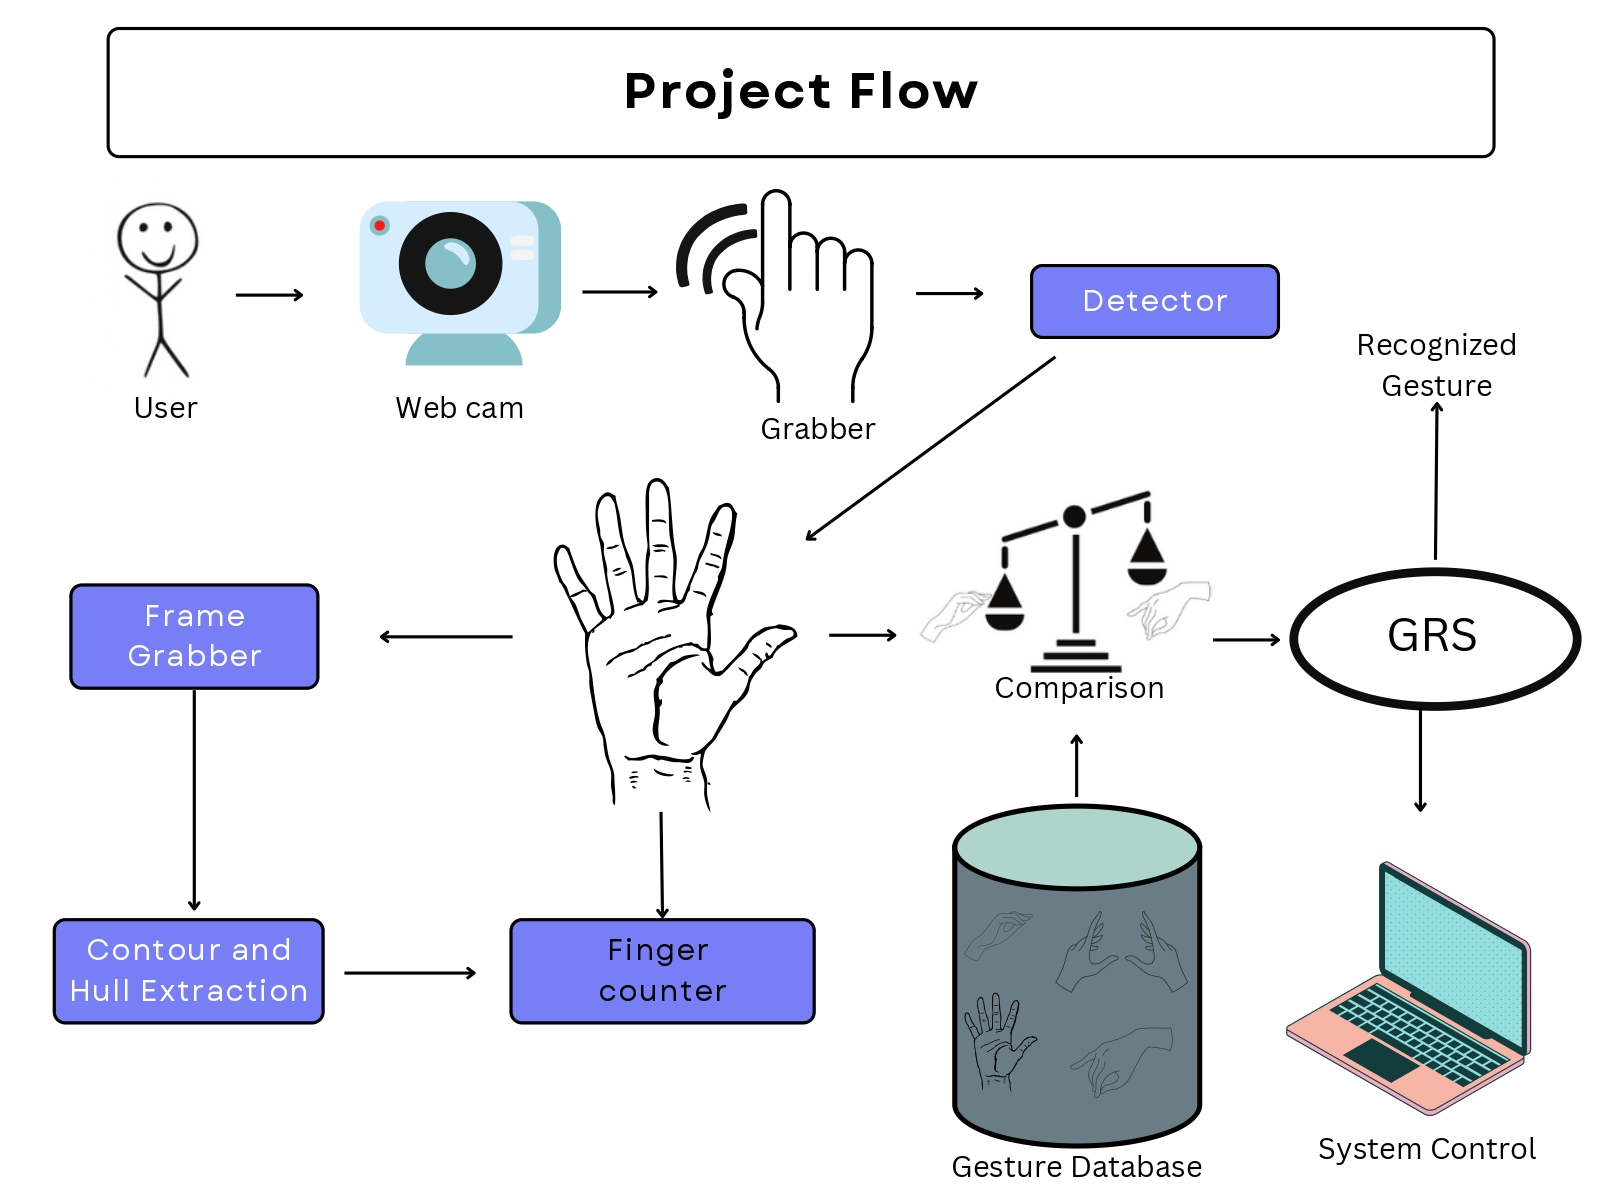 Project Flow
User
Web cam
Grabber
Detector
Recognized
Gesture
Frame
Grabber
Comparison
GRS
Contour and
Hull Extraction
Finger
counter
Gesture Database
System Control